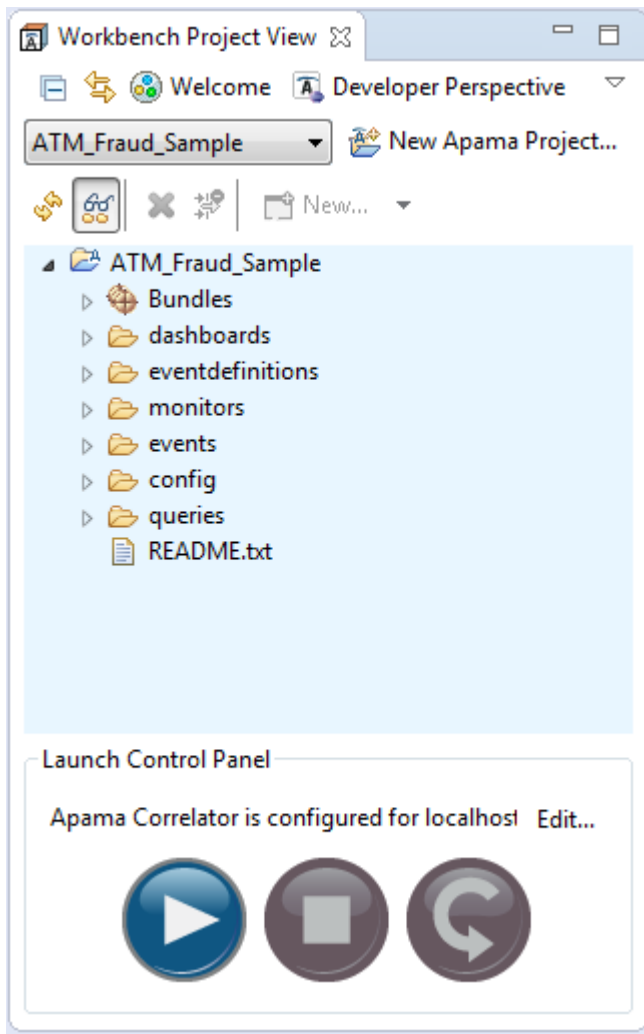 Workbench Project View
Welcome Developer Perspective
ATM_Fraud_Sample New Apama Project...
New...
ATM_Fraud_Sample
Bundles
dashboards
eventdefinitions
monitors
events
config
queries
README.txt
Launch Control Panel
Apama Correlator is configured for localhost Edit...